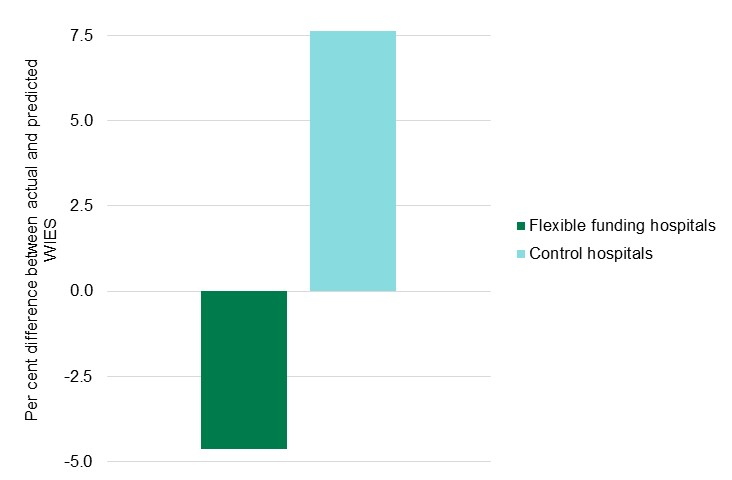 Per cent difference between actual and predicted
WIES
7.5
5.0
2.5
0.0
-2.5
-5.0
Flexible funding hospitals
Control hospitals